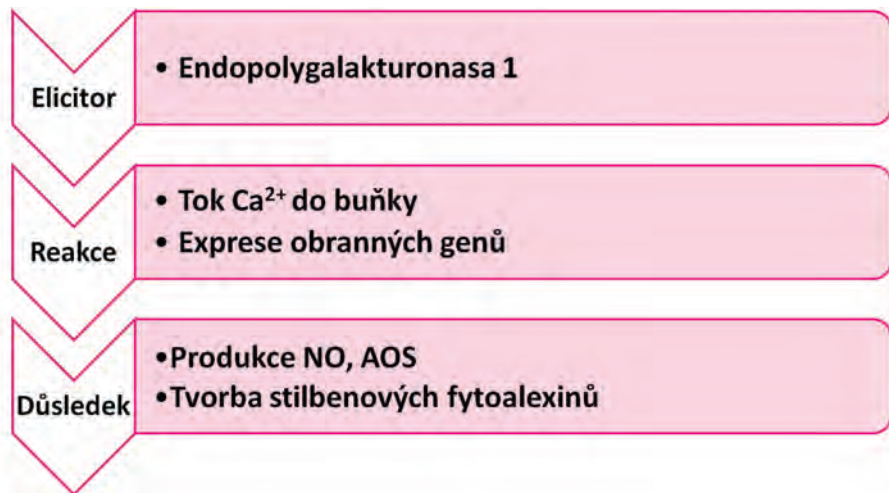 Elicitor
• Endopolygalakturonasa 1
Reakce
• Tok Ca²⁺ do buňky
• Exprese obranných genů
Důsledek
•Produkce NO, AOS
•Tvorba stilbenových fytoalexinů